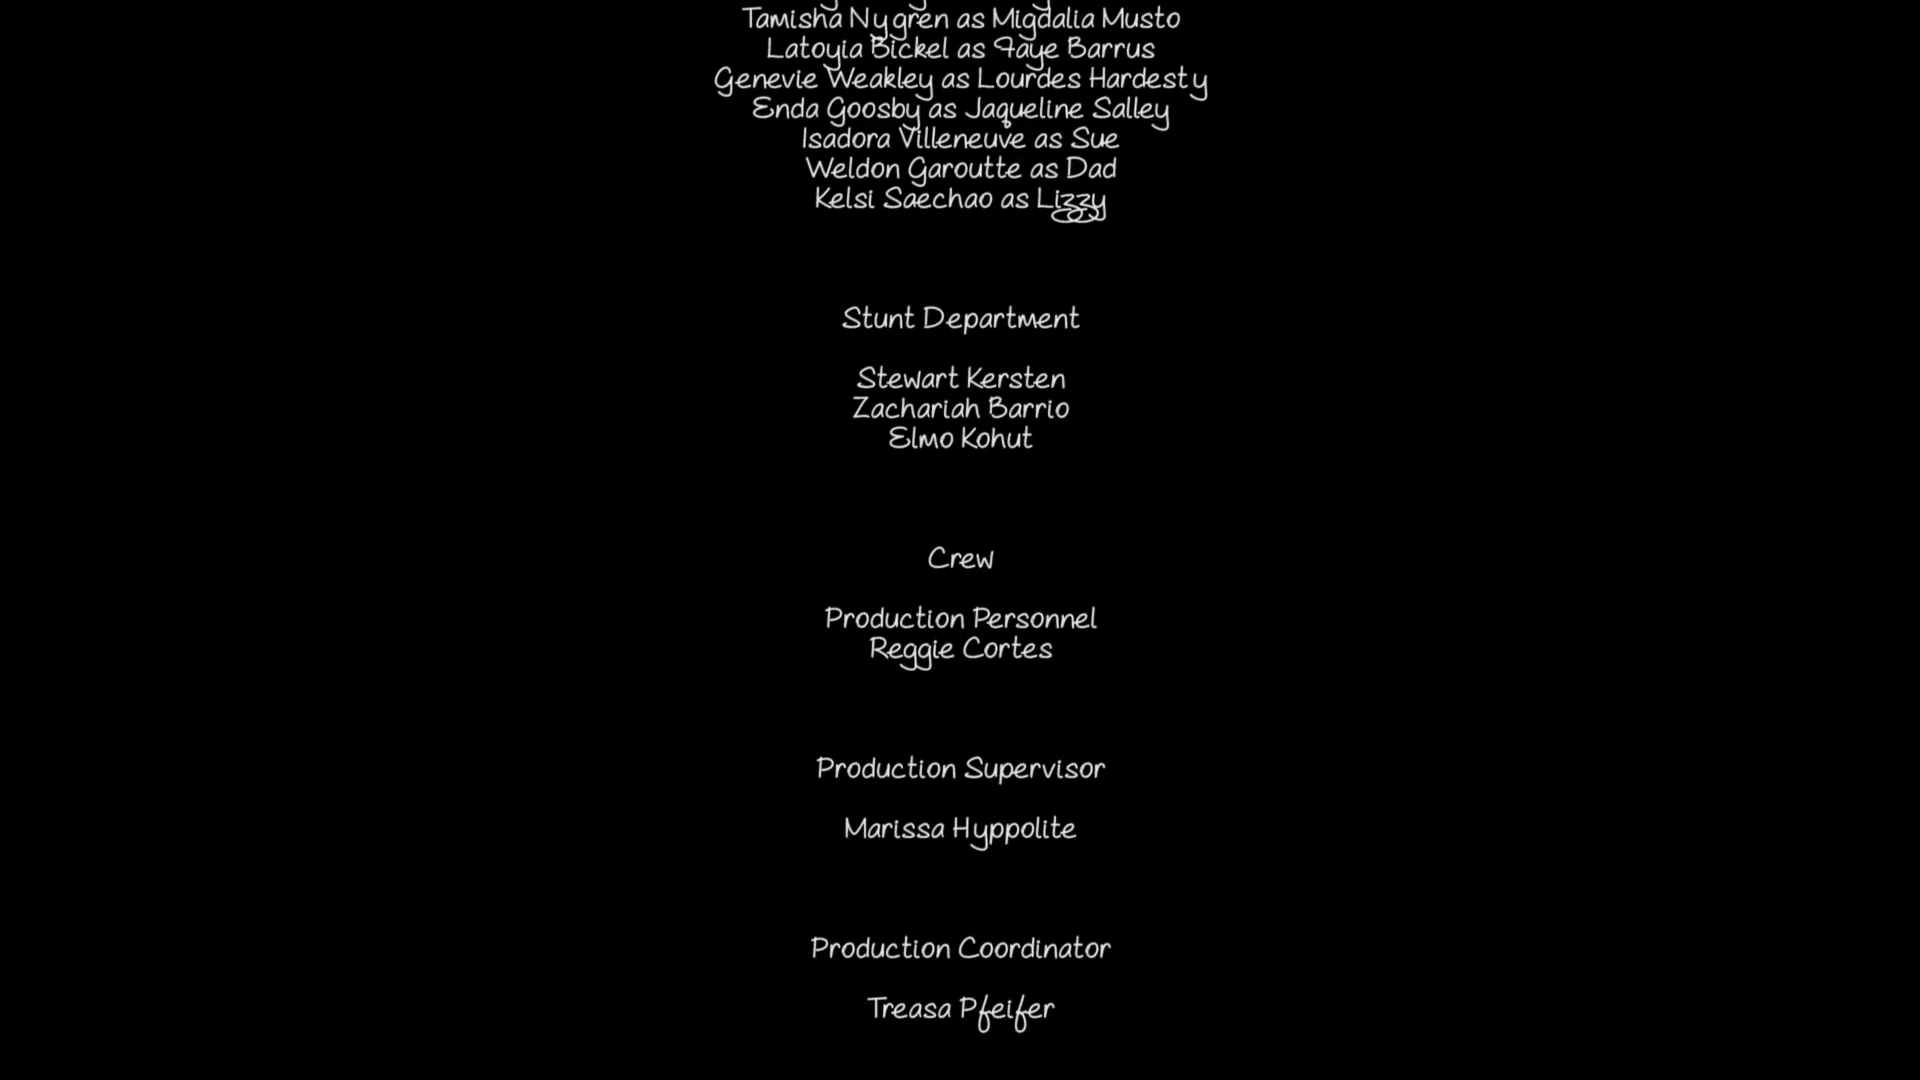 Tamisha Nygren as Migdalia Musto
Latoyia Bickel as Faye Barrus
Genevie Weakley as Lourdes Hardesty
Enda Goosby as Jaqueline Salley
Isadora Villeneuve as Sue
Weldon Garoutte as Dad
Kelsi Saechao as Lizzy
Stunt Department
Stewart Kersten
Zachariah Barrio
Elmo Kohut
Crew
Production Personnel
Reggie Cortes
Production Supervisor
Marissa Hyppolite
Production Coordinator
Treasa Pfeifer